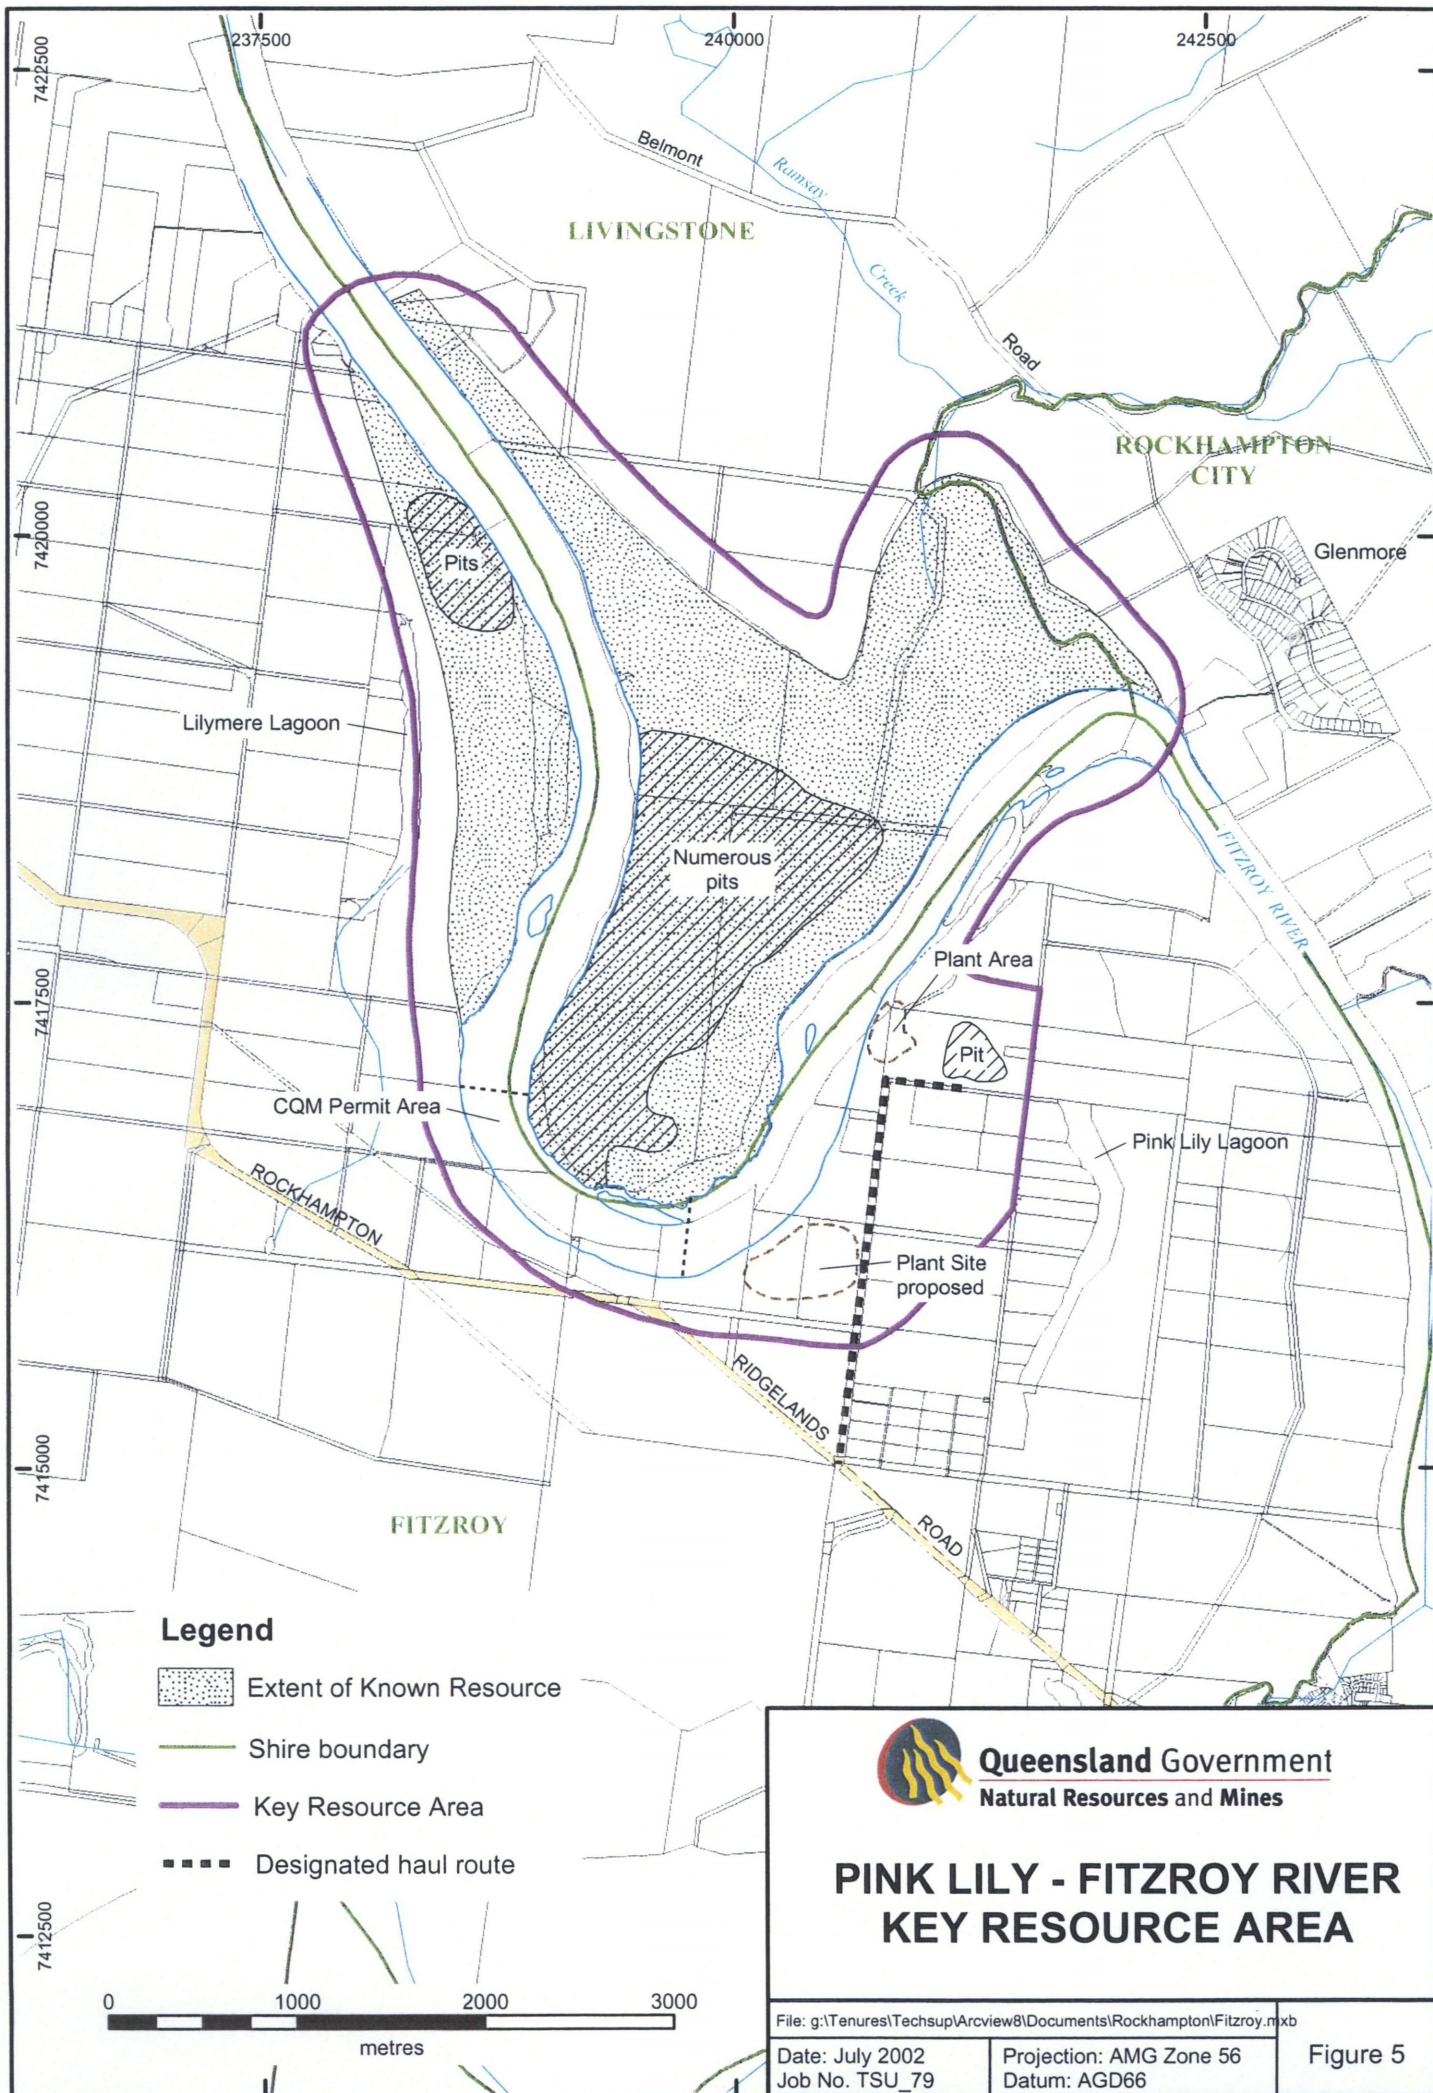 237500
240000
242500
7422500
Belmont
Ramsay
LIVINGSTONE
Creek
Road
ROCKHAMPTON
CITY
7420000
Glenmore
Pits
Lilymere Lagoon
Numerous
pits
FITZROY RIVER
Plant Area
7417500
Pit
CQM Permit Area
Pink Lily Lagoon
ROCKHAMPTON
Plant Site
proposed
RIDGELANDS
7415000
FITZROY
ROAD
Legend
Extent of Known Resource
Shire boundary
Key Resource Area
Designated haul route
7412500
0 1000 2000 3000
metres
Queensland Government
Natural Resources and Mines
PINK LILY - FITZROY RIVER
KEY RESOURCE AREA
File: g:\Tenures\Techsup\Arcview8\Documents\Rockhampton\Fitzroy.mxb
Date: July 2002
Job No. TSU_79
Projection: AMG Zone 56
Datum: AGD66
Figure 5